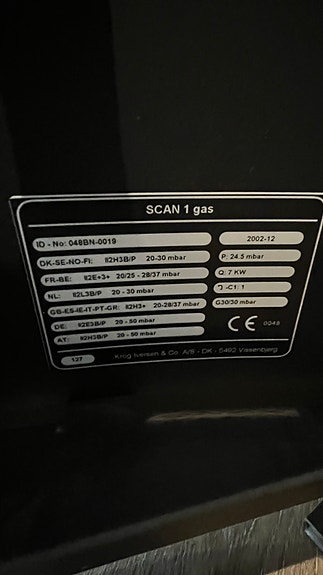 SCAN 1 gas
ID - No: 048BN-0019 2002-12
DK-SE-NO-FI: II2H3B/P 20-30 mbar P: 24.5 mbar
FR-BE: II2E+3+ 20/25 - 28/37 mbar Q: 7 KW
NL: II2L3B/P 20 - 30 mbar -C1: 1
GB-ES-IE-IT-PT-GR: II2H3+ 20-28/37 mbar G30/30 mbar
DE: II2E3B/P 20 - 50 mbar CE 0049
AT: II2H3B/P 20 - 50 mbar
127 Krog Iversen & Co. A/S - DK - 5492 Vissenbjerg